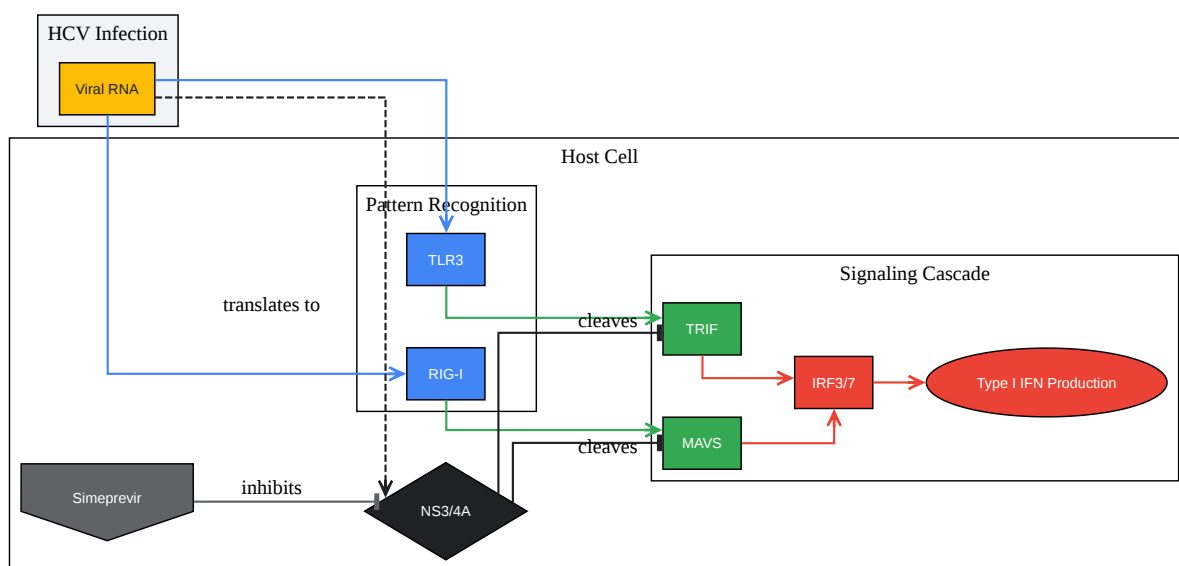 HCV Infection
Viral RNA
Host Cell
Pattern Recognition
TLR3
Signaling Cascade
translates to
cleaves
TRIF
RIG-I
IRF3/7
Type I IFN Production
cleaves
MAVS
Simeprevir
inhibits
NS3/4A